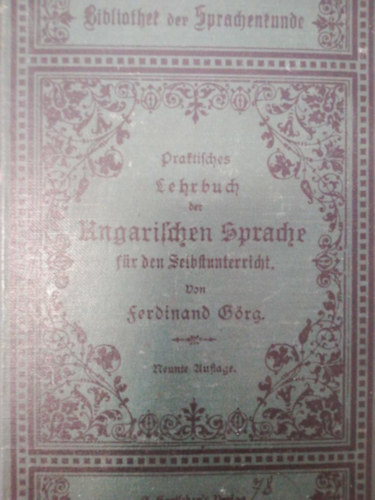 Bibliothek der Sprachenkunde
Praktisches
Lehrbuch
der
Ungarischen Sprache
für den Selbstunterricht.
Von
Ferdinand Görg.
Neunte Auflage.